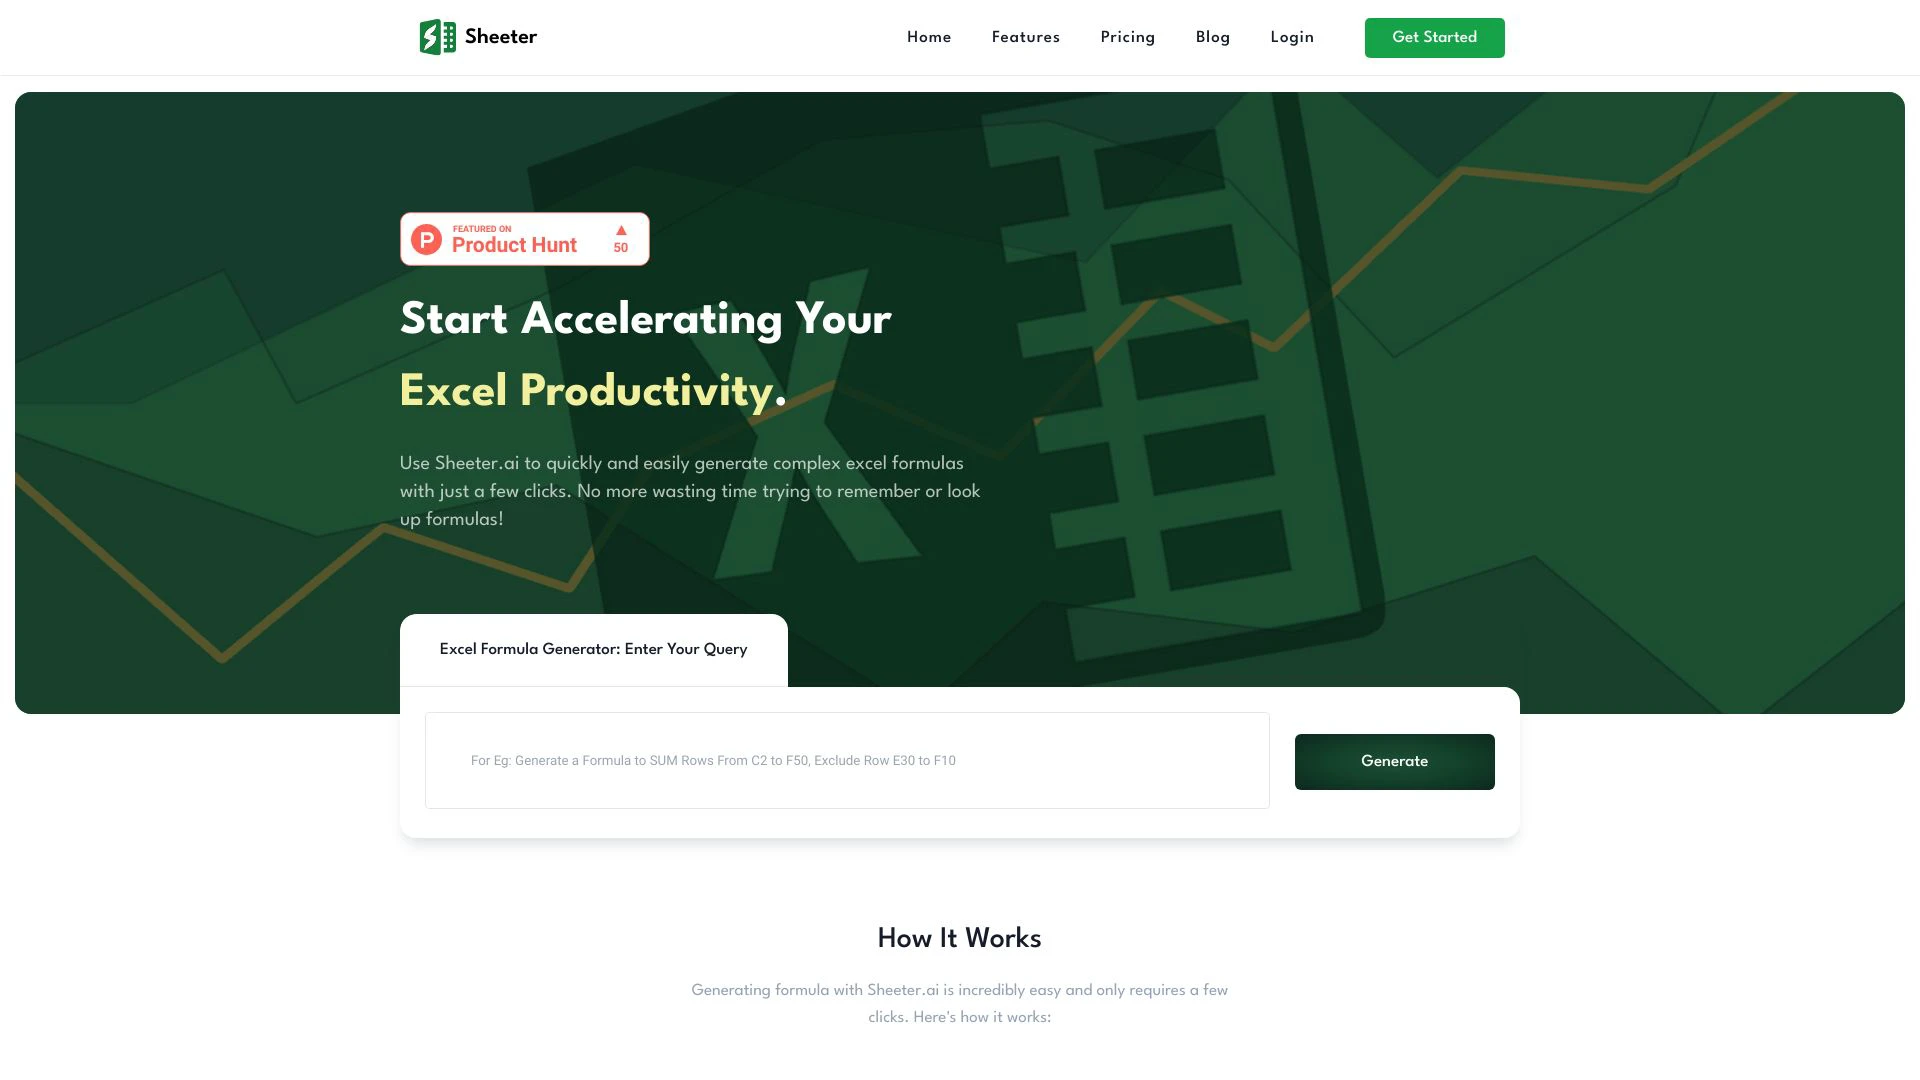 Sheeter
Home
Features
Pricing
Blog
Login
Get Started
FEATURED ON
Product Hunt
50
Start Accelerating Your
Excel Productivity.
Use Sheeter.ai to quickly and easily generate complex excel formulas
with just a few clicks. No more wasting time trying to remember or look
up formulas!
Excel Formula Generator: Enter Your Query
For Eg: Generate a Formula to SUM Rows From C2 to F50, Exclude Row E30 to F10
Generate
How It Works
Generating formula with Sheeter.ai is incredibly easy and only requires a few
clicks. Here's how it works: